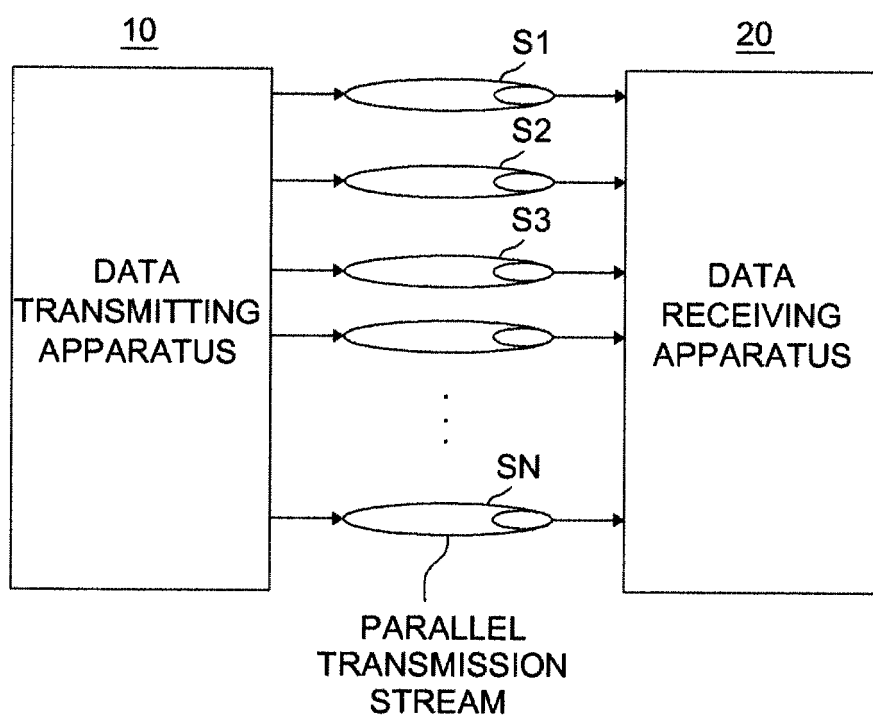 10
S1
20
S2
S3
DATA
TRANSMITTING
APPARATUS
DATA
RECEIVING
APPARATUS
SN
PARALLEL
TRANSMISSION
STREAM